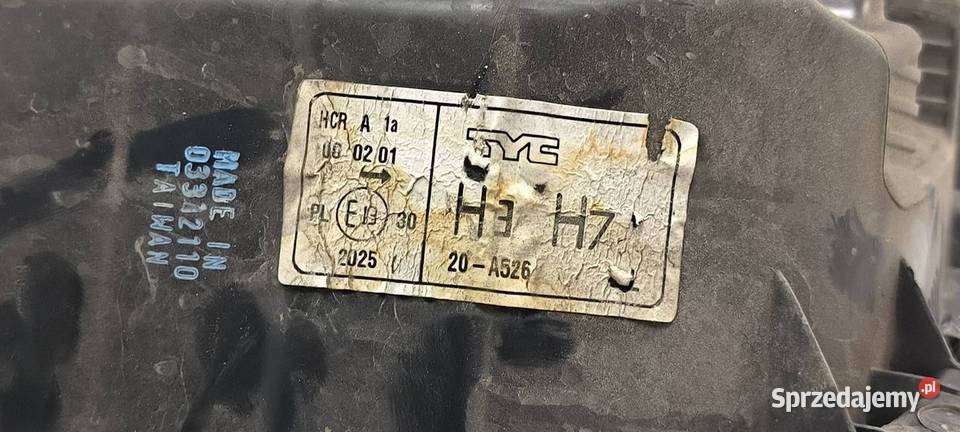 HCR A 1a
00 02 01
→
PL E13 30
2025
TYC
H3 H7
20-A526
MADE IN
033A2110
TAIWAN
Sprzedajemy.pl